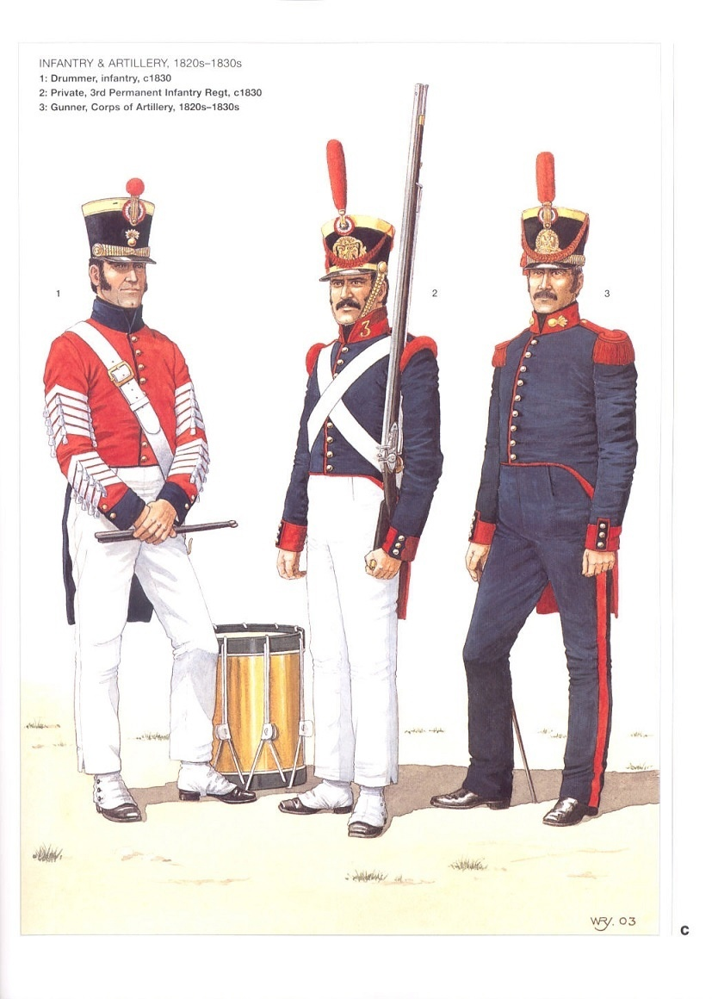 INFANTRY & ARTILLERY, 1820s–1830s
1: Drummer, infantry, c1830
2: Private, 3rd Permanent Infantry Regt, c1830
3: Gunner, Corps of Artillery, 1820s–1830s
1
2
3
3
WRY. 03
C